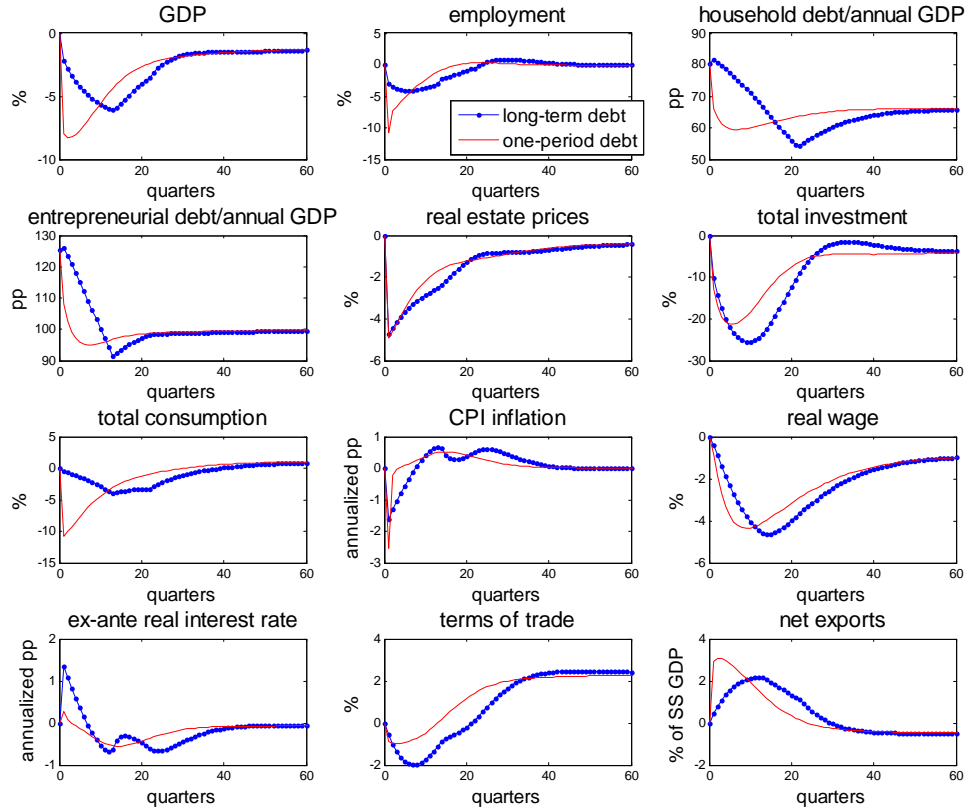 GDP
0
-5
-10
%
0 20 40 60
quarters
employment
5
0
-5
-10
-15
%
long-term debt
one-period debt
0 20 40 60
quarters
household debt/annual GDP
90
80
70
60
50
pp
0 20 40 60
quarters
entrepreneurial debt/annual GDP
130
120
110
100
90
pp
0 20 40 60
quarters
real estate prices
0
-2
-4
-6
%
0 20 40 60
quarters
total investment
0
-10
-20
-30
%
0 20 40 60
quarters
total consumption
5
0
-5
-10
-15
%
0 20 40 60
quarters
CPI inflation
1
0
-1
-2
-3
annualized pp
0 20 40 60
quarters
real wage
0
-2
-4
-6
%
0 20 40 60
quarters
ex-ante real interest rate
2
1
0
-1
annualized pp
0 20 40 60
quarters
terms of trade
4
2
0
-2
%
0 20 40 60
quarters
net exports
4
2
0
-2
% of SS GDP
0 20 40 60
quarters